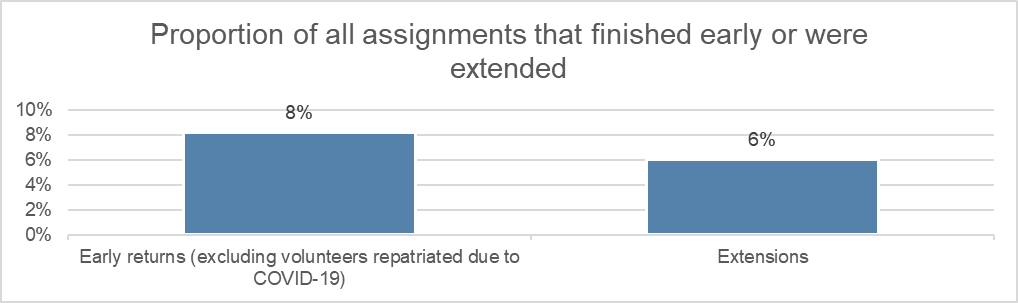 Proportion of all assignments that finished early or were
extended
10%
8%
6%
4%
2%
0%
8%
6%
Early returns (excluding volunteers repatriated due to
COVID-19)
Extensions